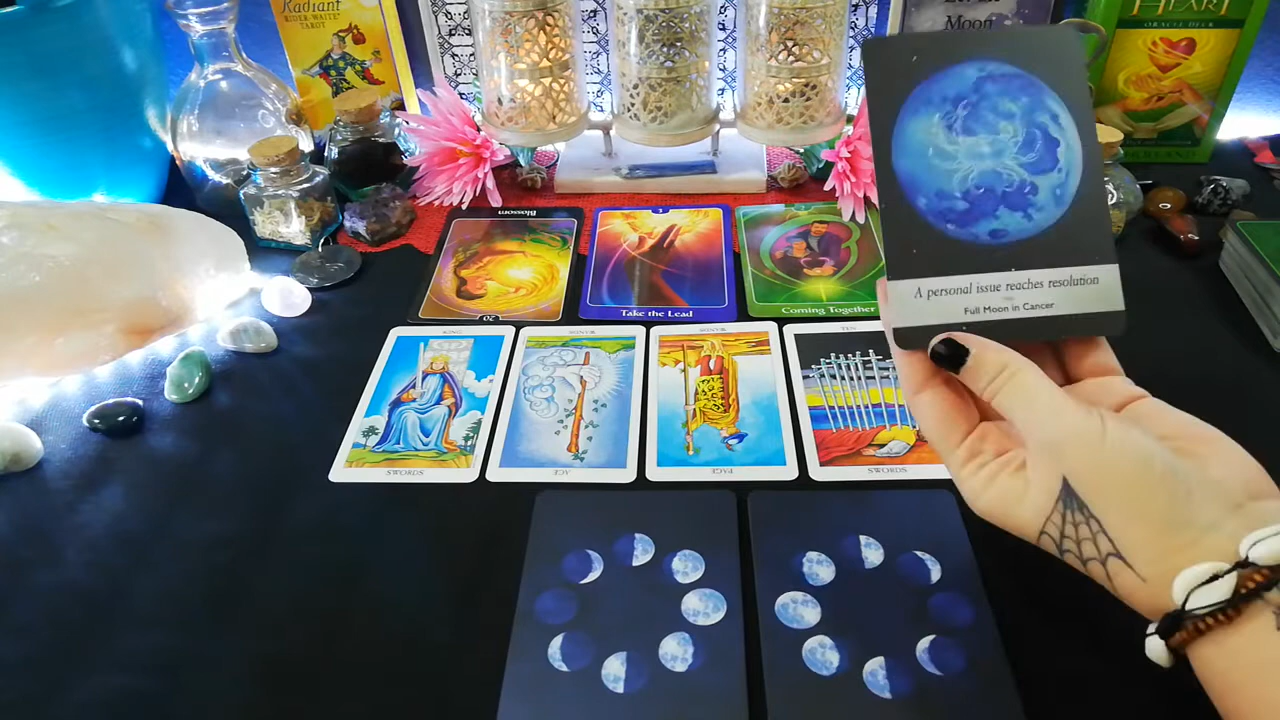 Radiant
RIDER-WAITE
TAROT
Moon
HEART
ORACLE DECK
A personal issue reaches resolution
Full Moon in Cancer
Blossom
20
Take the Lead
Coming Together
KING
SWORDS
WANDS
ACE
WANDS
PAGE
TEN
SWORDS